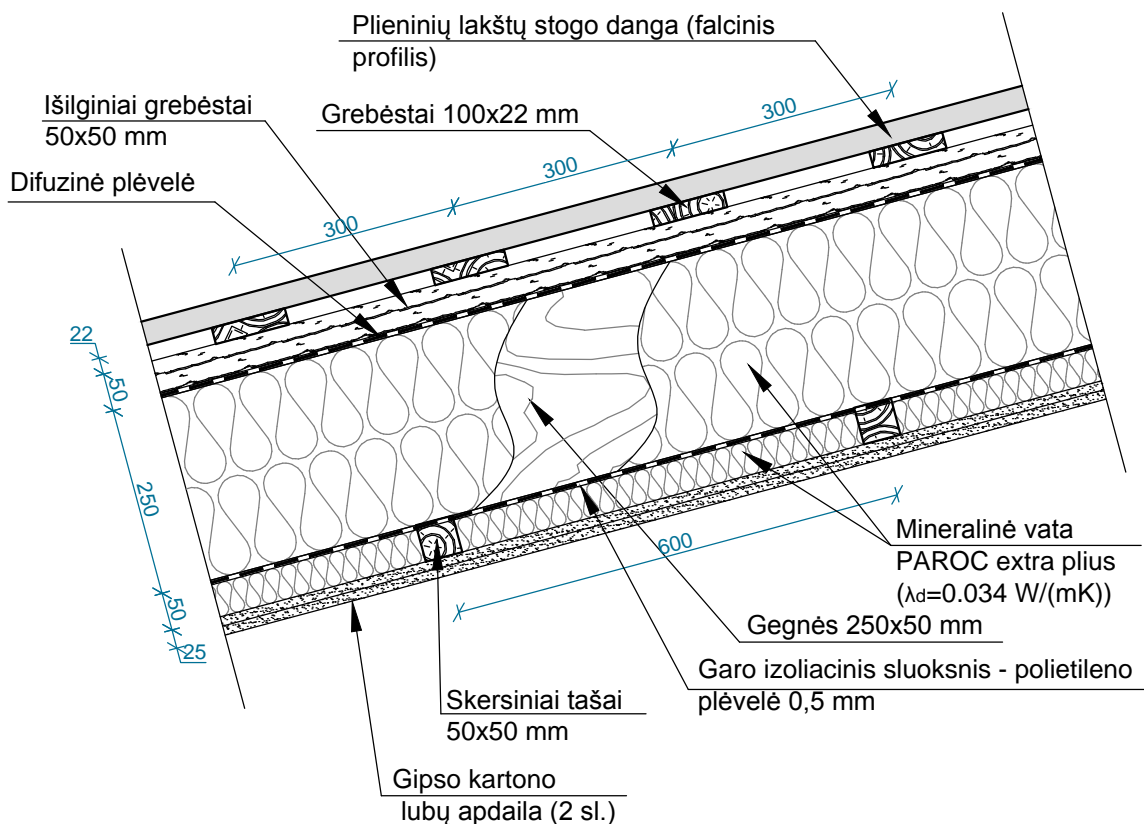 Plieninių lakštų stogo danga (falcinis
profilis)
Išilginiai grebėstai
50x50 mm
Grebėstai 100x22 mm
Difuzinė plėvelė
300
300
300
22
50
250
50
25
600
Mineralinė vata
PAROC extra plius
(λd=0.034 W/(mK))
Gegnės 250x50 mm
Garo izoliacinis sluoksnis - polietileno
plėvelė 0,5 mm
Skersiniai tašai
50x50 mm
Gipso kartono
lubų apdaila (2 sl.)